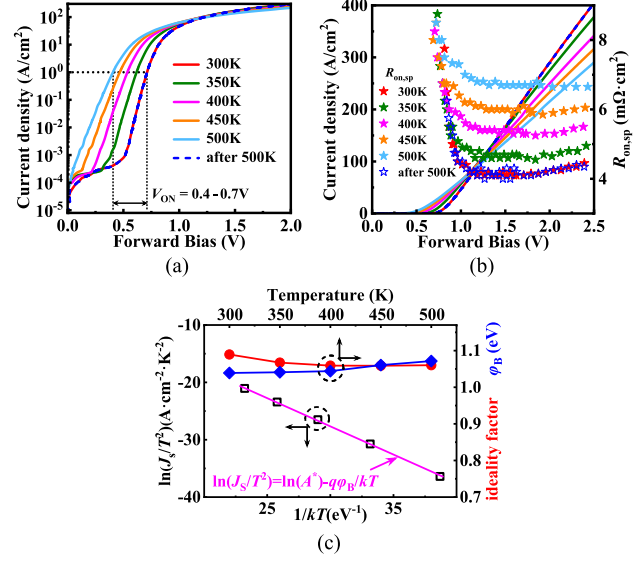 Current density (A/cm²)
10²
10¹
10⁰
10⁻¹
10⁻²
10⁻³
10⁻⁴
10⁻⁵
300K
350K
400K
450K
500K
after 500K
V_ON = 0.4 - 0.7V
0.0 0.5 1.0 1.5 2.0
Forward Bias (V)
(a)
Current density (A/cm²)
400
300
200
100
0
R_on,sp
300K
350K
400K
450K
500K
after 500K
8
6
4
R_on,sp (mΩ·cm²)
0.0 0.5 1.0 1.5 2.0 2.5
Forward Bias (V)
(b)
Temperature (K)
300 350 400 450 500
ln(J_s/T²)(A·cm⁻²·K⁻²)
-10
-20
-30
-40
1.1
1.0
0.9
0.8
0.7
φ_B (eV)
ideality factor
ln(J_S/T²)=ln(A*)-qφ_B/kT
25 30 35
1/kT(eV⁻¹)
(c)